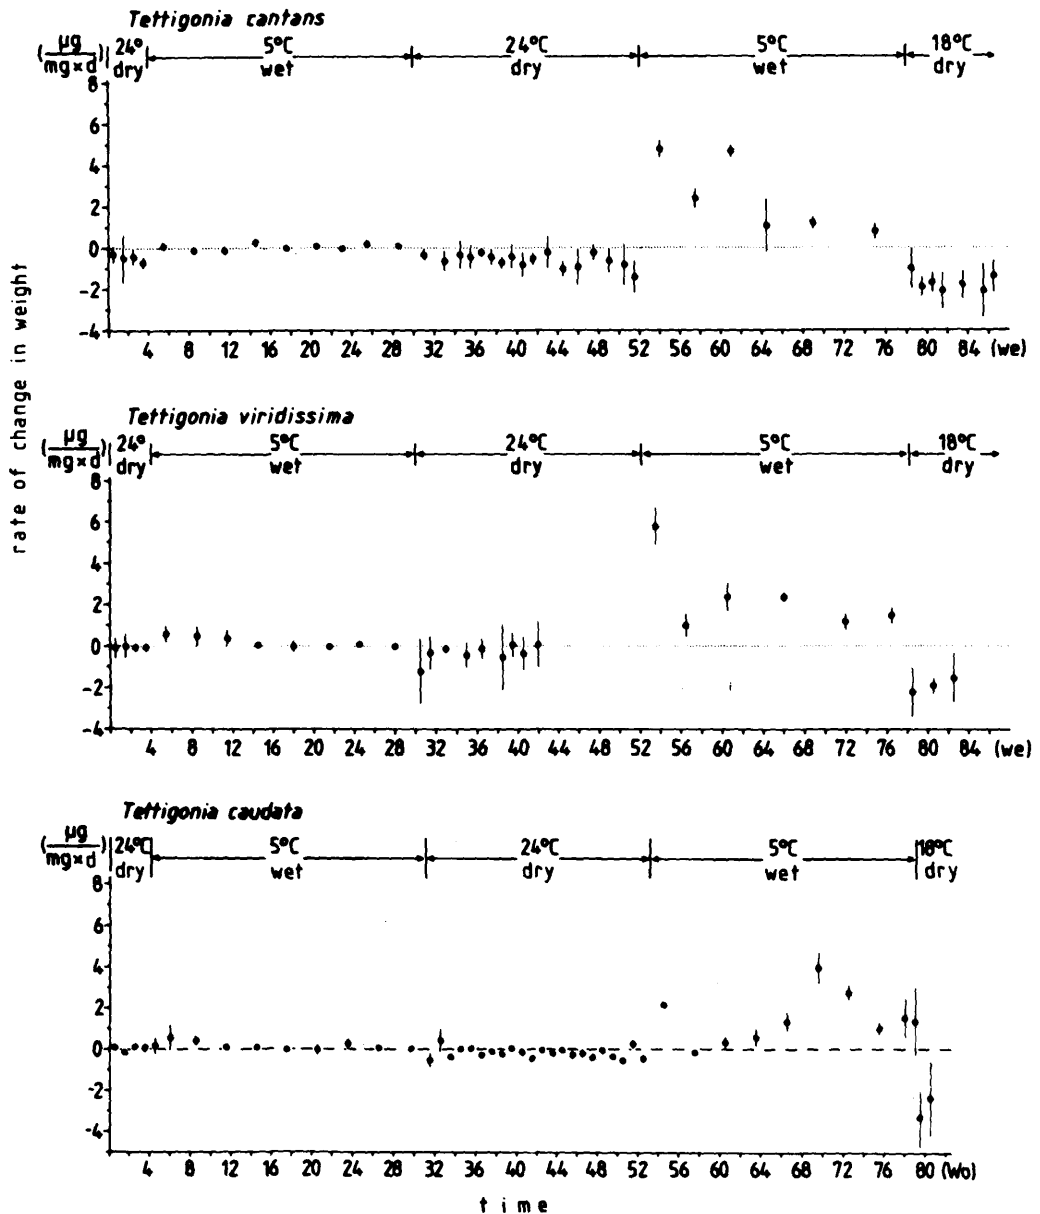 Tettigonia cantans
(µg/mg×d) 24° 5°C 24°C 5°C 18°C
dry wet dry wet dry
8
6
4
2
0
-2
-4
4 8 12 16 20 24 28 32 36 40 44 48 52 56 60 64 68 72 76 80 84 (we)
Tettigonia viridissima
(µg/mg×d) 24° 5°C 24°C 5°C 18°C
dry wet dry wet dry
8
6
4
2
0
-2
-4
4 8 12 16 20 24 28 32 36 40 44 48 52 56 60 64 68 72 76 80 84 (we)
rate of change in weight
Tettigonia caudata
(µg/mg×d) 24°C 5°C 24°C 5°C 18°C
dry wet dry wet dry
8
6
4
2
0
-2
-4
4 8 12 16 20 24 28 32 36 40 44 48 52 56 60 64 68 72 76 80 (Wo)
time